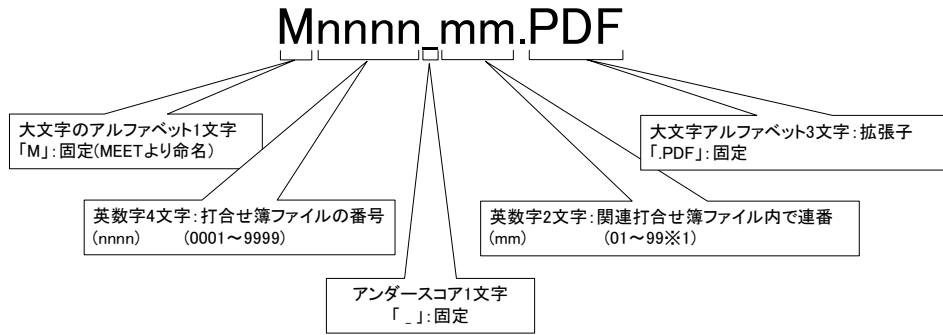 Mnnnn_mm.PDF
大文字のアルファベット1文字
「M」:固定(MEETより命名)
大文字アルファベット3文字:拡張子
「.PDF」:固定
英数字4文字:打合せ簿ファイルの番号
(nnnn) (0001～9999)
英数字2文字:関連打合せ簿ファイル内で連番
(mm) (01～99※1)
アンダースコア1文字
「_」:固定